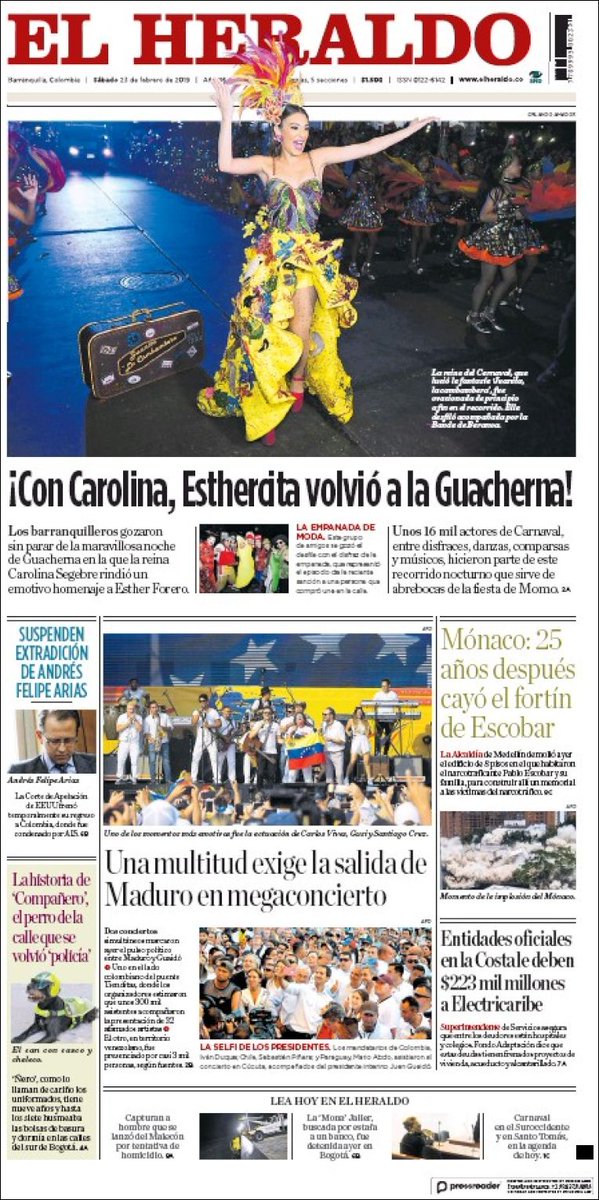 EL HERALDO
Barranquilla, Colombia | Sábado 23 de febrero de 2019 | 5 secciones | $1.500 | ISSN 0122-6142 | www.elheraldo.co
ORLANDO AMADOR
La reina del Carnaval, que
lució la fantasía 'Juanita,
la cumbambera', fue
ovacionada de principio
a fin en el recorrido. Ella
desfiló acompañada por la
Banda de Baranoa.
¡Con Carolina, Esthercita volvió a la Guacherna!
Los barranquilleros gozaron
sin parar de la maravillosa noche
de Guacherna en la que la reina
Carolina Segebre rindió un
emotivo homenaje a Esther Forero.
LA EMPANADA DE
MODA. Este grupo
de amigos se gozó el
desfile con el disfraz de la
empanada, que representó
el episodio de la reciente
sanción a una persona que
compró una en la calle.
Unos 16 mil actores de Carnaval,
entre disfraces, danzas, comparsas
y músicos, hicieron parte de este
recorrido nocturno que sirve de
abrebocas de la fiesta de Momo. 2A
SUSPENDEN
EXTRADICIÓN
DE ANDRÉS
FELIPE ARIAS
Andrés Felipe Arias
La Corte de Apelación
de EEUU frenó
temporalmente su regreso
a Colombia, donde fue
condenado por AIS. 6B
La historia de
'Compañero',
el perro de la
calle que se
volvió 'policía'
El can con casco y
chaleco.
'Nero', como lo
llaman de cariño los
uniformados, tiene
nueve años y hasta
los siete husmeaba
las bolsas de basura
y dormía en las calles
del sur de Bogotá. 4A
AFD
Uno de los momentos más emotivos fue la actuación de Carlos Vives, Gusi y Santiago Cruz.
Una multitud exige la salida de
Maduro en megaconcierto
Dos conciertos
simultáneos marcaron
ayer el pulso político
entre Maduro y Guaidó
Uno en el lado
colombiano del puente
Tienditas, donde los
organizadores estimaron
que unos 300 mil
asistentes acompañaron la
presentación de 32
afamados artistas
El otro, en territorio
venezolano, fue
presenciado por casi 3 mil
personas, según fuentes.
LA SELFI DE LOS PRESIDENTES. Los mandatarios de Colombia,
Iván Duque; Chile, Sebastián Piñera; y Paraguay, Mario Abdo, asistieron al
concierto en Cúcuta, acompañados del presidente interino Juan Guaidó.
Mónaco: 25
años después
cayó el fortín
de Escobar
La Alcaldía de Medellín demolió ayer
el edificio de 8 pisos en el que habitaron
el narcotraficante Pablo Escobar y su
familia, para construir allí un memorial
a las víctimas del narcotráfico. 6C
Momento de la implosión del Mónaco.
Entidades oficiales
en la Costa le deben
$223 mil millones
a Electricaribe
Superintendente de Servicios asegura
que entre los deudores están hospitales
y colegios. Fondo Adaptación dice que
estas deudas tienen frenados proyectos de
vivienda, acueducto y alcantarillado. 7A
LEA HOY EN EL HERALDO
Capturan a
hombre que se
lanzó del Malecón
por tentativa de
homicidio.
La 'Moma' Jaller,
buscada por estafa
a un banco, fue
detenida ayer en
Bogotá.
Carnaval
en el Suroccidente
y en Santo Tomás,
en la agenda
de hoy. 1C
pressreader